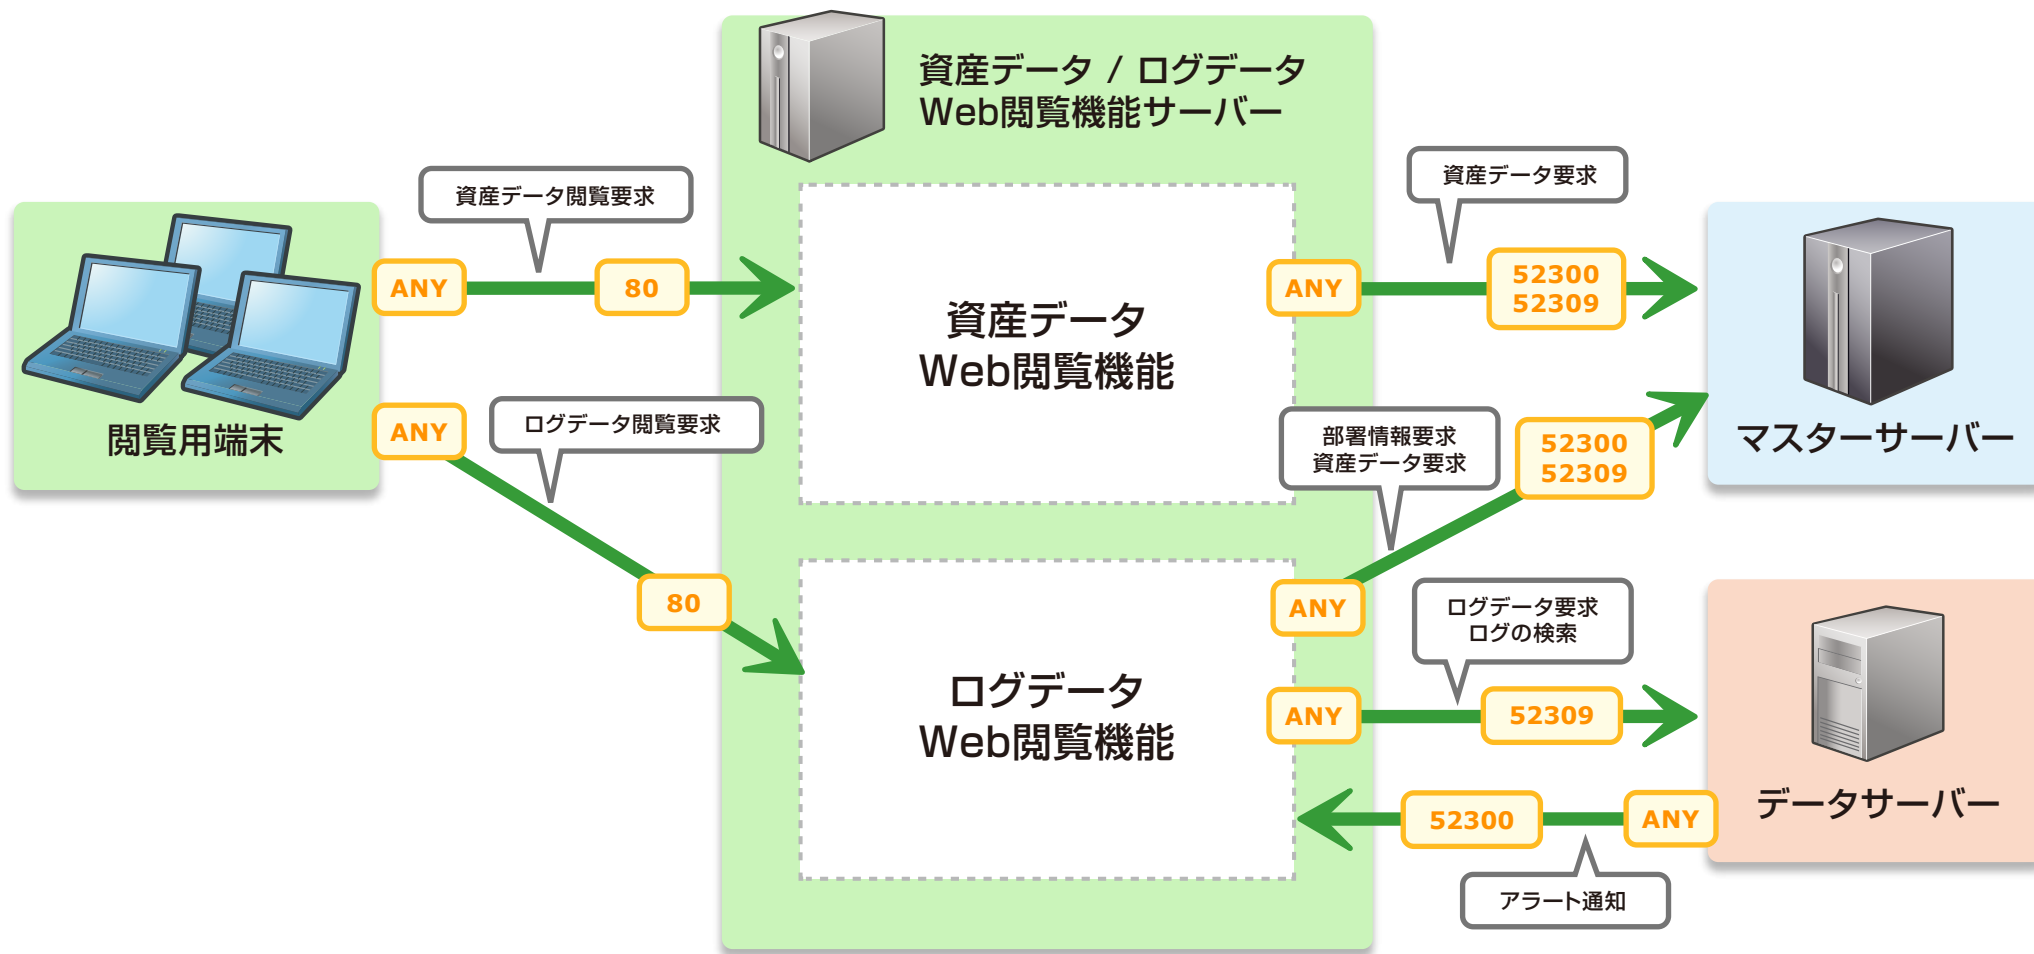 資産データ / ログデータ
Web閲覧機能サーバー
資産データ閲覧要求
ANY
80
閲覧用端末
ANY
ログデータ閲覧要求
80
資産データ
Web閲覧機能
資産データ要求
ANY
52300
52309
部署情報要求
資産データ要求
52300
52309
マスターサーバー
ログデータ
Web閲覧機能
ANY
ログデータ要求
ログの検索
ANY
52309
データサーバー
52300
ANY
アラート通知